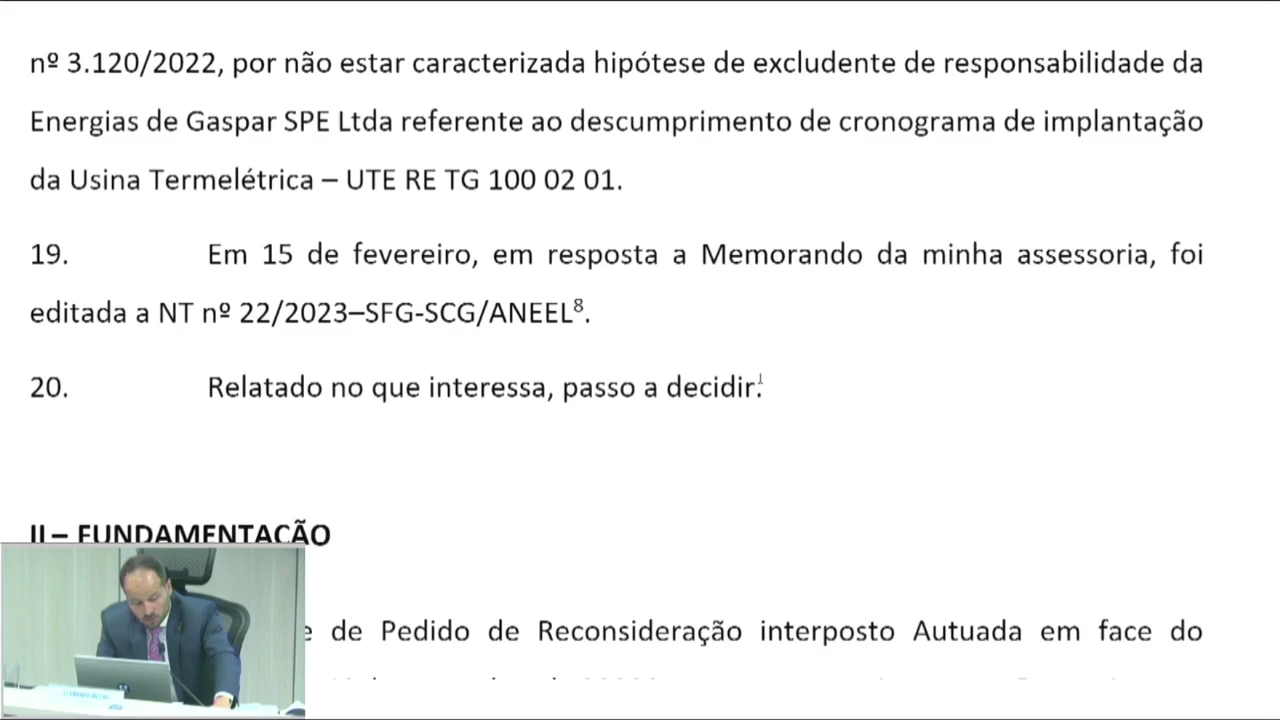 nº 3.120/2022, por não estar caracterizada hipótese de excludente de responsabilidade da
Energias de Gaspar SPE Ltda referente ao descumprimento de cronograma de implantação
da Usina Termelétrica – UTE RE TG 100 02 01.
19. Em 15 de fevereiro, em resposta a Memorando da minha assessoria, foi
editada a NT nº 22/2023–SFG-SCG/ANEEL⁸.
20. Relatado no que interessa, passo a decidir.
II – FUNDAMENTAÇÃO
de Pedido de Reconsideração interposto Autuada em face do